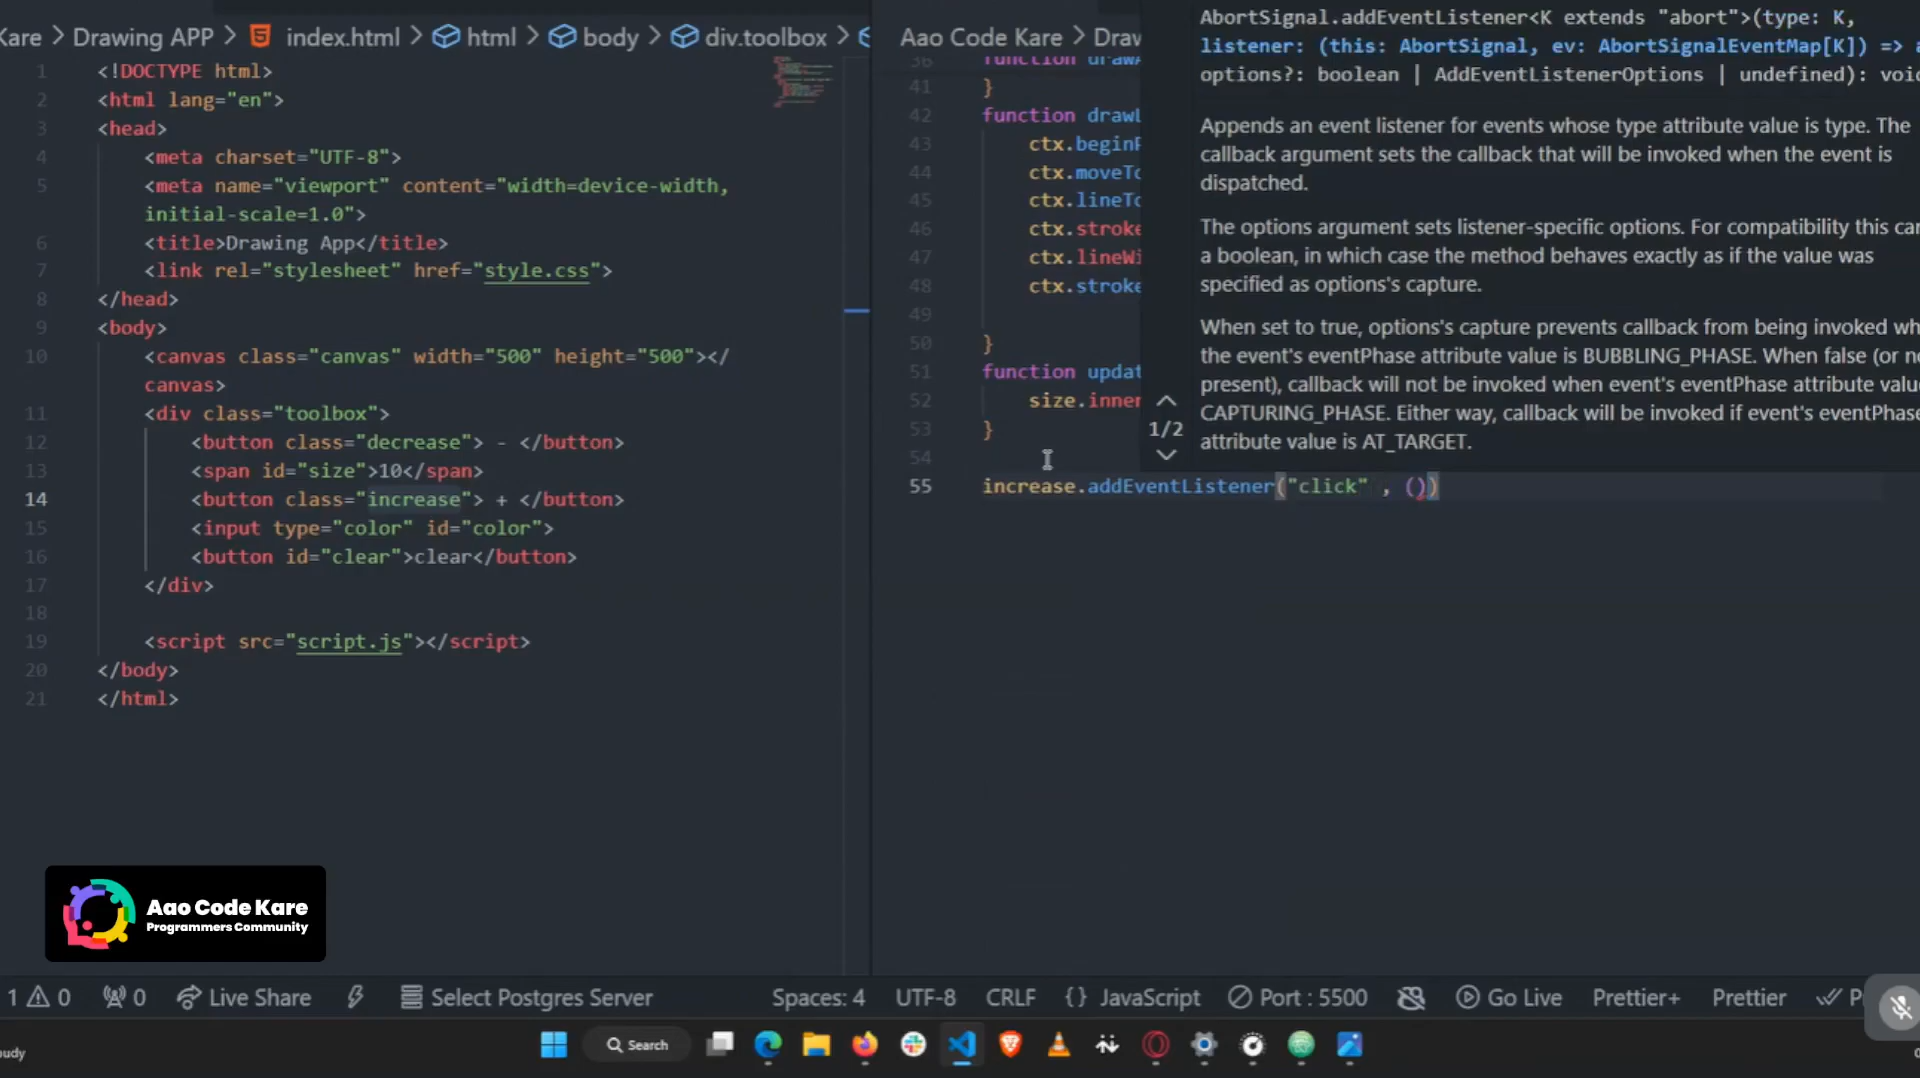 Kare > Drawing APP > index.html > html > body > div.toolbox >
1 <!DOCTYPE html>
2 <html lang="en">
3 <head>
4 <meta charset="UTF-8">
5 <meta name="viewport" content="width=device-width,
initial-scale=1.0">
6 <title>Drawing App</title>
7 <link rel="stylesheet" href="style.css">
8 </head>
9 <body>
10 <canvas class="canvas" width="500" height="500"></
canvas>
11 <div class="toolbox">
12 <button class="decrease"> - </button>
13 <span id="size">10</span>
14 <button class="increase"> + </button>
15 <input type="color" id="color">
16 <button id="clear">clear</button>
17 </div>
18
19 <script src="script.js"></script>
20 </body>
21 </html>
Aao Code Kare > Draw
36 function draw
41 }
42 function draw
43 ctx.begin
44 ctx.moveTo
45 ctx.lineTo
46 ctx.stroke
47 ctx.lineWi
48 ctx.stroke
49
50 }
51 function updat
52 size.inner
53 }
54
55 increase.addEventListener("click" , ())
AbortSignal.addEventListener<K extends "abort">(type: K,
listener: (this: AbortSignal, ev: AbortSignalEventMap[K]) => a
options?: boolean | AddEventListenerOptions | undefined): voi
Appends an event listener for events whose type attribute value is type. The
callback argument sets the callback that will be invoked when the event is
dispatched.
The options argument sets listener-specific options. For compatibility this can
a boolean, in which case the method behaves exactly as if the value was
specified as options's capture.
When set to true, options's capture prevents callback from being invoked wh
the event's eventPhase attribute value is BUBBLING_PHASE. When false (or no
present), callback will not be invoked when event's eventPhase attribute valu
CAPTURING_PHASE. Either way, callback will be invoked if event's eventPhase
attribute value is AT_TARGET.
1/2
Aao Code Kare
Programmers Community
1 0 0 Live Share Select Postgres Server Spaces: 4 UTF-8 CRLF {} JavaScript Port : 5500 Go Live Prettier+ Prettier P
oudy Search